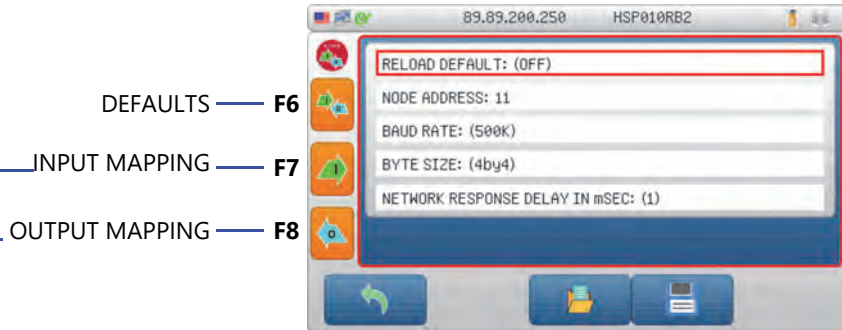 89.89.200.250 HSP010RB2
RELOAD DEFAULT: (OFF)
DEFAULTS F6
NODE ADDRESS: 11
BAUD RATE: (500K)
INPUT MAPPING F7
BYTE SIZE: (4by4)
NETWORK RESPONSE DELAY IN mSEC: (1)
OUTPUT MAPPING F8
I
O